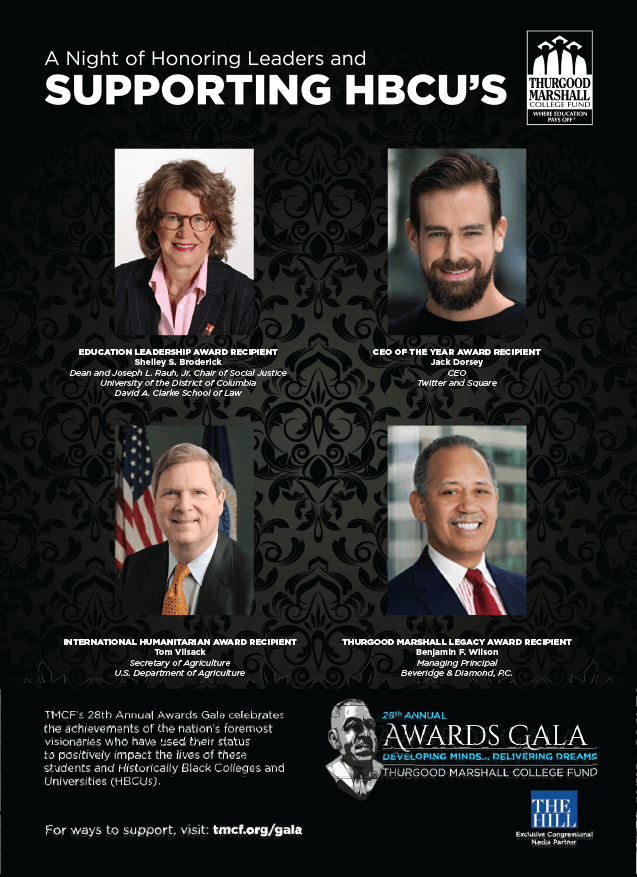 A Night of Honoring Leaders and
SUPPORTING HBCU'S
THURGOOD
MARSHALL
COLLEGE FUND
WHERE EDUCATION
PAYS OFF®
EDUCATION LEADERSHIP AWARD RECIPIENT
Shelley S. Broderick
Dean and Joseph L. Rauh, Jr. Chair of Social Justice
University of the District of Columbia
David A. Clarke School of Law
CEO OF THE YEAR AWARD RECIPIENT
Jack Dorsey
CEO
Twitter and Square
INTERNATIONAL HUMANITARIAN AWARD RECIPIENT
Tom Vilsack
Secretary of Agriculture
U.S. Department of Agriculture
THURGOOD MARSHALL LEGACY AWARD RECIPIENT
Benjamin F. Wilson
Managing Principal
Beveridge & Diamond, P.C.
TMCF's 28th Annual Awards Gala celebrates
the achievements of the nation's foremost
visionaries who have used their status
to positively impact the lives of these
students and Historically Black Colleges and
Universities (HBCUs).
For ways to support, visit: tmcf.org/gala
28th ANNUAL
AWARDS GALA
DEVELOPING MINDS... DELIVERING DREAMS
THURGOOD MARSHALL COLLEGE FUND
THE
HILL
Exclusive Congressional
Media Partner